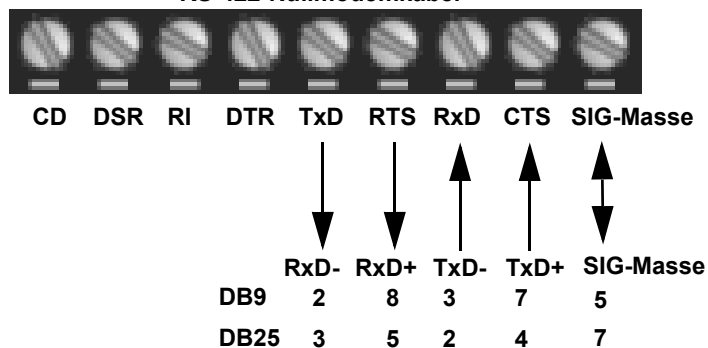 RS-422-Nullmodemkabel
CD DSR RI DTR TxD RTS RxD CTS SIG-Masse
RxD- RxD+ TxD- TxD+ SIG-Masse
DB9 2 8 3 7 5
DB25 3 5 2 4 7